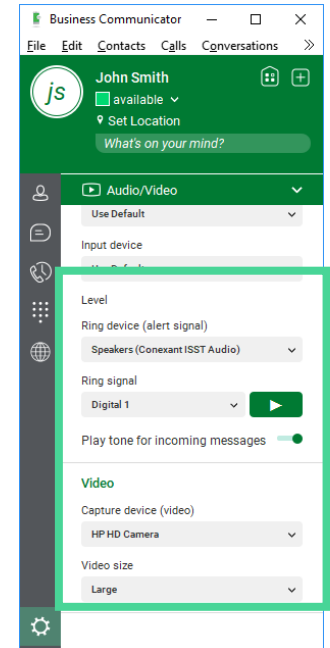 Business Communicator
File Edit Contacts Calls Conversations »
js
John Smith
available
Set Location
What's on your mind?
Audio/Video
Use Default
Input device
Level
Ring device (alert signal)
Speakers (Conexant ISST Audio)
Ring signal
Digital 1
Play tone for incoming messages
Video
Capture device (video)
HP HD Camera
Video size
Large